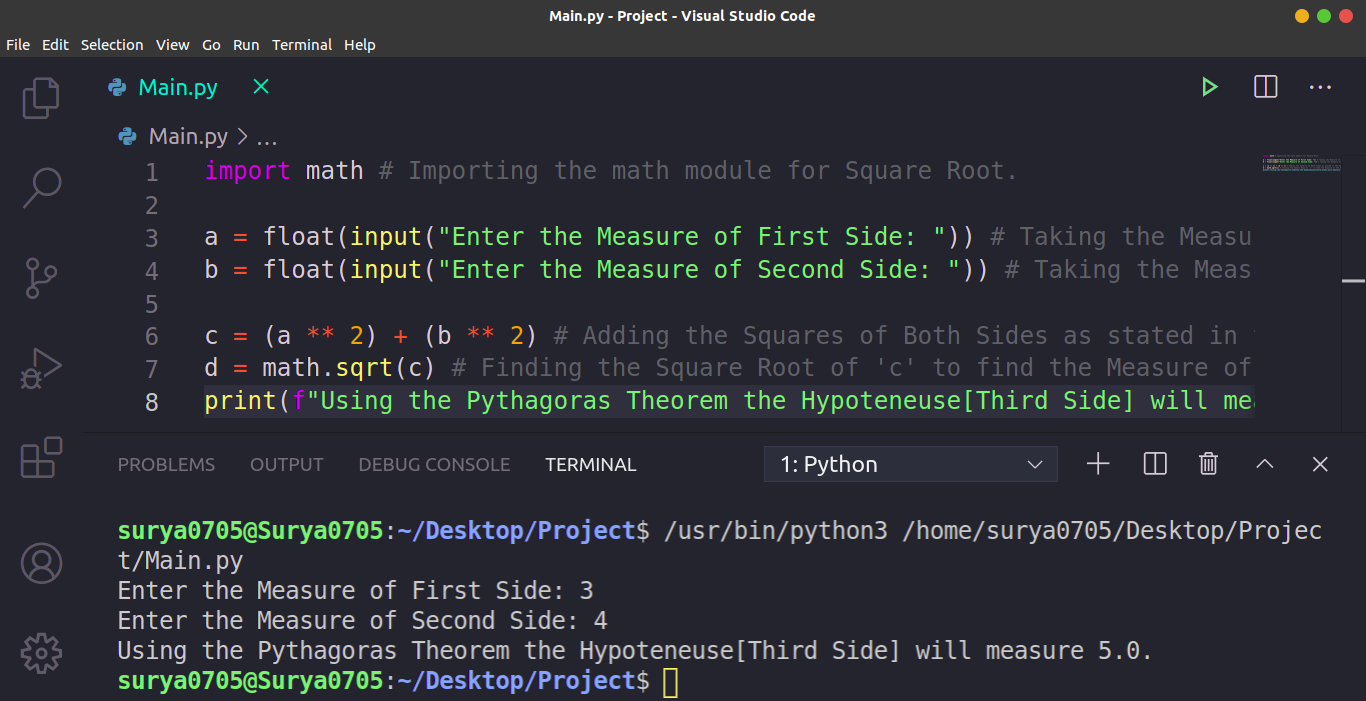 Main.py - Project - Visual Studio Code
File Edit Selection View Go Run Terminal Help
Main.py
Main.py > ...
1 import math # Importing the math module for Square Root.
2
3 a = float(input("Enter the Measure of First Side: ")) # Taking the Measu
4 b = float(input("Enter the Measure of Second Side: ")) # Taking the Meas
5
6 c = (a ** 2) + (b ** 2) # Adding the Squares of Both Sides as stated in
7 d = math.sqrt(c) # Finding the Square Root of 'c' to find the Measure of
8 print(f"Using the Pythagoras Theorem the Hypoteneuse[Third Side] will mea
PROBLEMS OUTPUT DEBUG CONSOLE TERMINAL 1: Python
surya0705@Surya0705:~/Desktop/Project$ /usr/bin/python3 /home/surya0705/Desktop/Projec
t/Main.py
Enter the Measure of First Side: 3
Enter the Measure of Second Side: 4
Using the Pythagoras Theorem the Hypoteneuse[Third Side] will measure 5.0.
surya0705@Surya0705:~/Desktop/Project$